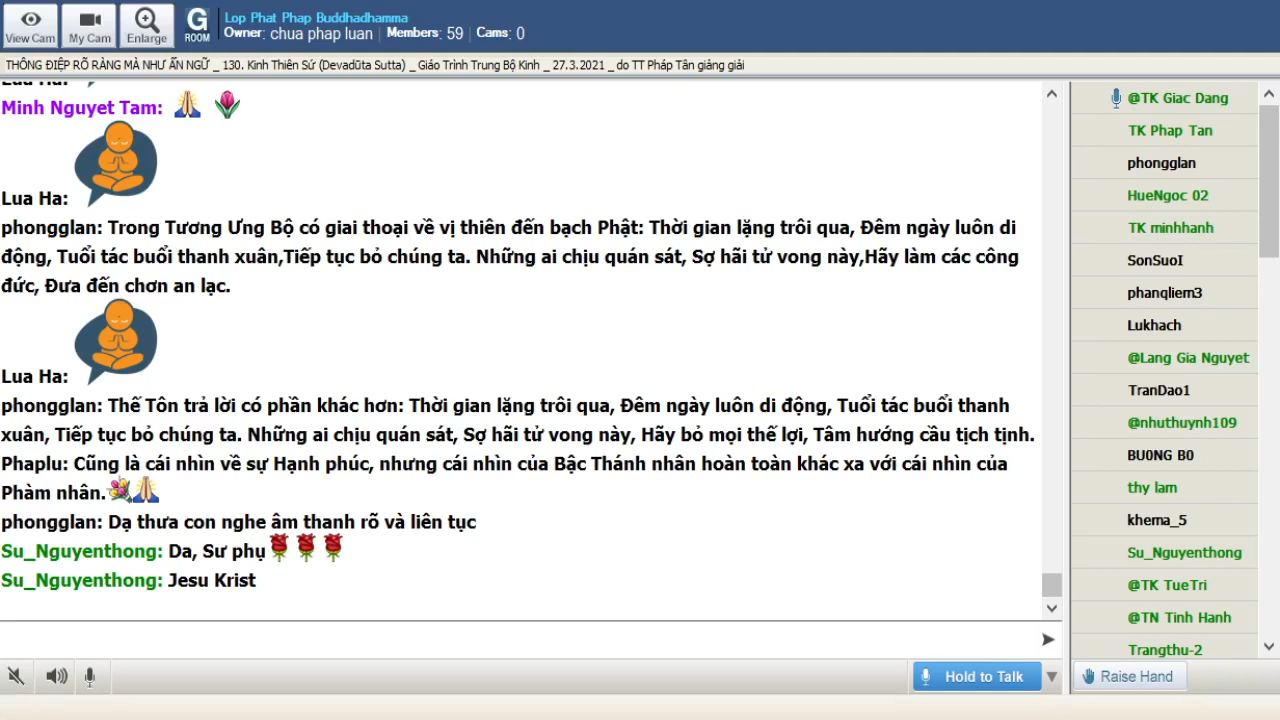 View Cam
My Cam
Enlarge
G
ROOM
Lop Phat Phap Buddhadhamma
Owner: chua phap luan Members: 59 Cams: 0
THÔNG ĐIỆP RÕ RÀNG MÀ NHƯ ẨN NGỮ _ 130. Kinh Thiên Sứ (Devadūta Sutta) _ Giáo Trình Trung Bộ Kinh _ 27.3.2021 _ do TT Pháp Tân giảng giải
Lua Ha:
Minh Nguyet Tam:
Lua Ha:
phongglan: Trong Tương Ưng Bộ có giai thoại về vị thiên đến bạch Phật: Thời gian lặng trôi qua, Đêm ngày luôn di
động, Tuổi tác buổi thanh xuân,Tiếp tục bỏ chúng ta. Những ai chịu quán sát, Sợ hãi tử vong này,Hãy làm các công
đức, Đưa đến chơn an lạc.
Lua Ha:
phongglan: Thế Tôn trả lời có phần khác hơn: Thời gian lặng trôi qua, Đêm ngày luôn di động, Tuổi tác buổi thanh
xuân, Tiếp tục bỏ chúng ta. Những ai chịu quán sát, Sợ hãi tử vong này, Hãy bỏ mọi thế lợi, Tâm hướng cầu tịch tịnh.
Phaplu: Cũng là cái nhìn về sự Hạnh phúc, nhưng cái nhìn của Bậc Thánh nhân hoàn toàn khác xa với cái nhìn của
Phàm nhân.
phongglan: Dạ thưa con nghe âm thanh rõ và liên tục
Su_Nguyenthong: Da, Sư phụ
Su_Nguyenthong: Jesu Krist
@TK Giac Dang
TK Phap Tan
phongglan
HueNgoc 02
TK minhhanh
SonSuoI
phanqliem3
Lukhach
@Lang Gia Nguyet
TranDao1
@nhuthuynh109
BU0NG B0
thy lam
khema_5
Su_Nguyenthong
@TK TueTri
@TN Tinh Hanh
Trangthu-2
Hold to Talk
Raise Hand